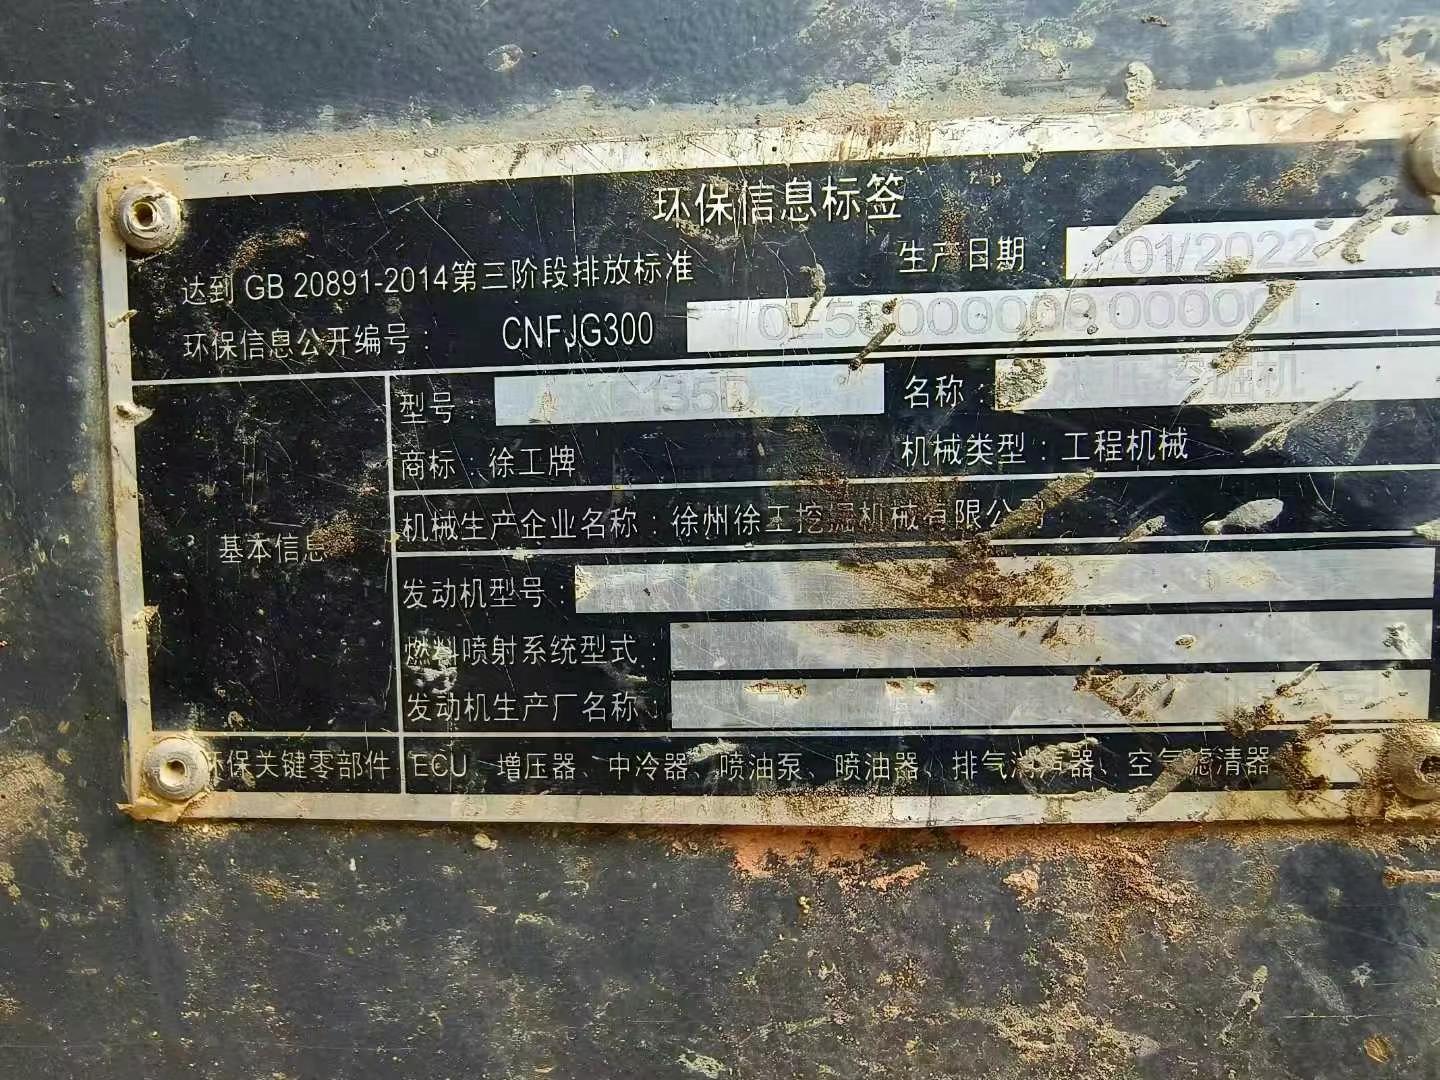 环保信息标签
达到 GB 20891-2014第三阶段排放标准
生产日期：01/2022
环保信息公开编号： CNFJG300
型号： 135D
名称： 挖掘机
商标：徐工牌
机械类型：工程机械
基本信息
机械生产企业名称：徐州徐工挖掘机械有限公司
发动机型号：
燃料喷射系统型式：
发动机生产厂名称：
环保关键零部件
ECU、增压器、中冷器、喷油泵、喷油器、排气消声器、空气滤清器